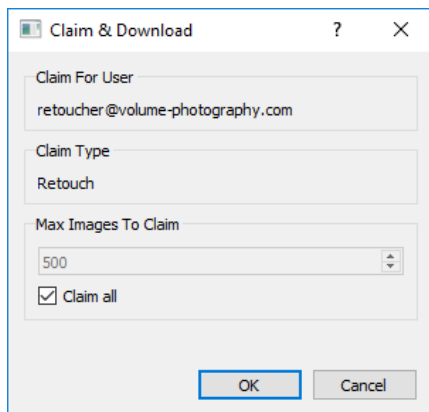 Claim & Download
?
Claim For User
retoucher@volume-photography.com
Claim Type
Retouch
Max Images To Claim
500
Claim all
OK
Cancel